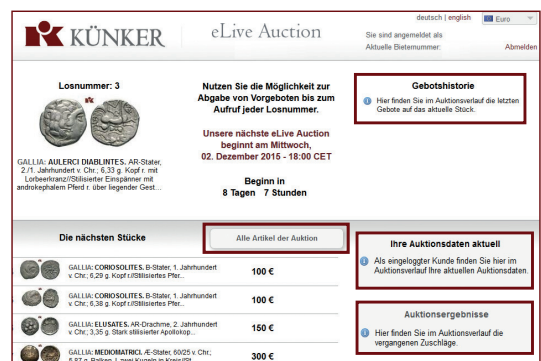 deutsch | english
Euro
KÜNKER
eLive Auction
Sie sind angemeldet als
Aktuelle Bieternummer:
Abmelden
Losnummer: 3
GALLIA: AULERCI DIABLINTES. AR-Stater,
2./1. Jahrhundert v. Chr.; 6,33 g. Kopf r. mit
Lorbeerkranz//Stilisierter Einspänner mit
androkephalem Pferd r. über liegender Gest...
Nutzen Sie die Möglichkeit zur
Abgabe von Vorgeboten bis zum
Aufruf jeder Losnummer.
Unsere nächste eLive Auction
beginnt am Mittwoch,
02. Dezember 2015 - 18:00 CET
Beginn in
8 Tagen 7 Stunden
Gebotshistorie
Hier finden Sie im Auktionsverlauf die letzten
Gebote auf das aktuelle Stück.
Die nächsten Stücke
Alle Artikel der Auktion
GALLIA: CORIOSOLITES. B-Stater, 1. Jahrhundert
v. Chr.; 6,29 g. Kopf r.//Stilisiertes Pfer...
100 €
GALLIA: CORIOSOLITES. B-Stater, 1. Jahrhundert
v. Chr.; 6,38 g. Kopf r.//Stilisiertes Pfer...
100 €
GALLIA: ELUSATES. AR-Drachme, 2. Jahrhundert
v. Chr.; 3,35 g. Stark stilisierter Apollokop...
150 €
GALLIA: MEDIOMATRICI. Æ-Stater, 60/25 v. Chr.;
5,87 g. Balken, l. zwei Kugeln in Kreis//Stil...
300 €
Ihre Auktionsdaten aktuell
Als eingeloggter Kunde finden Sie hier im
Auktionsverlauf Ihre aktuellen Auktionsdaten.
Auktionsergebnisse
Hier finden Sie im Auktionsverlauf die
vergangenen Zuschläge.